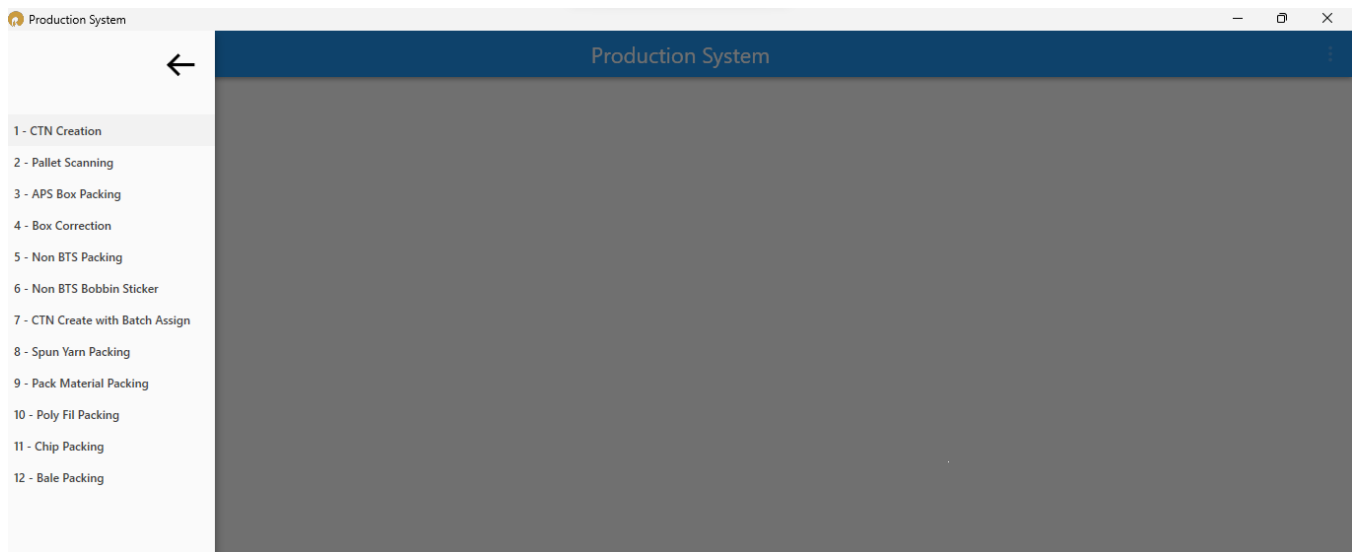 Production System
Production System
1 - CTN Creation
2 - Pallet Scanning
3 - APS Box Packing
4 - Box Correction
5 - Non BTS Packing
6 - Non BTS Bobbin Sticker
7 - CTN Create with Batch Assign
8 - Spun Yarn Packing
9 - Pack Material Packing
10 - Poly Fil Packing
11 - Chip Packing
12 - Bale Packing